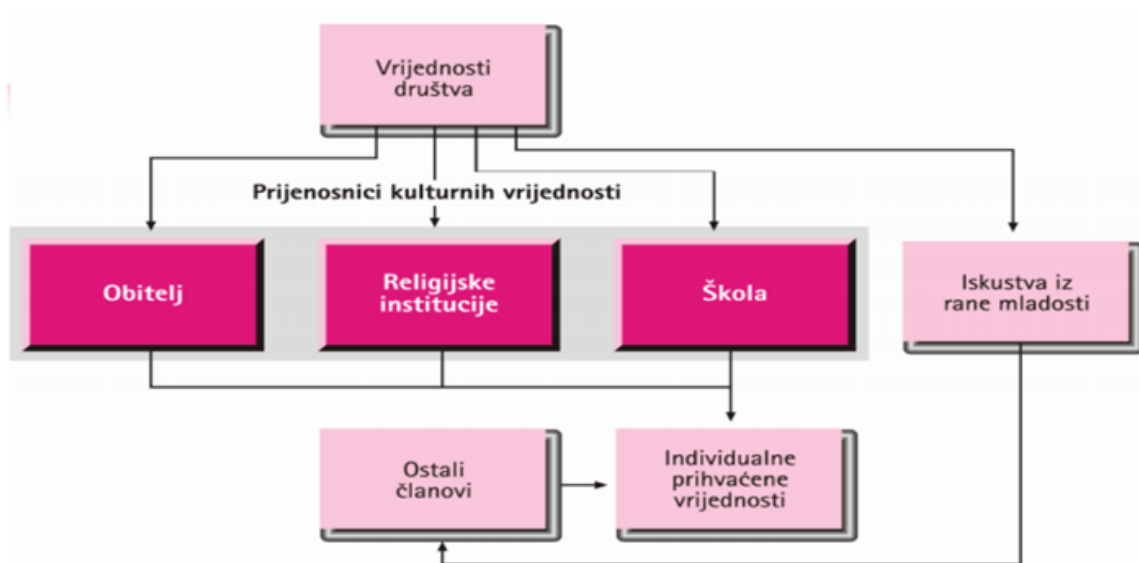 Vrijednosti
društva
Prijenosnici kulturnih vrijednosti
Obitelj
Religijske
institucije
Škola
Iskustva iz
rane mladosti
Ostali
članovi
Individualne
prihvaćene
vrijednosti